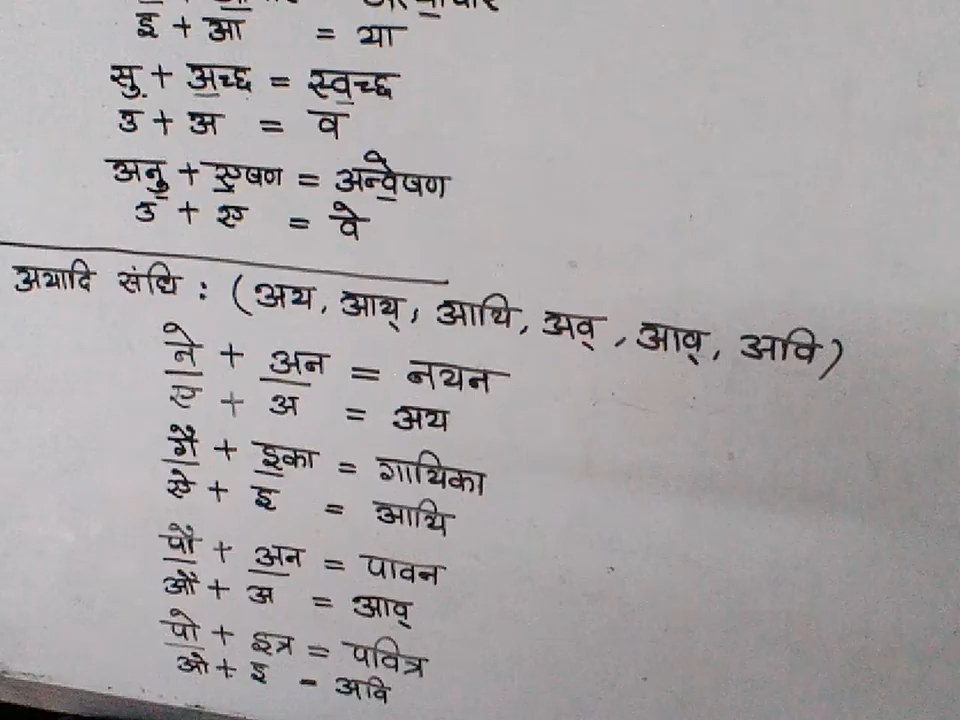 इ + आ = या
सु + अच्छ = स्वच्छ
उ + अ = व
अनु + एषण = अन्वेषण
उ + ए = वे
अयादि संधि : (अय, आय्, आयि, अव्, आव्, अवि)
ने + अन = नयन
ए + अ = अय
गै + इका = गायिका
ऐ + इ = आयि
पौ + अन = पावन
औ + अ = आव्
पो + इत्र = पवित्र
ओ + इ - अवि